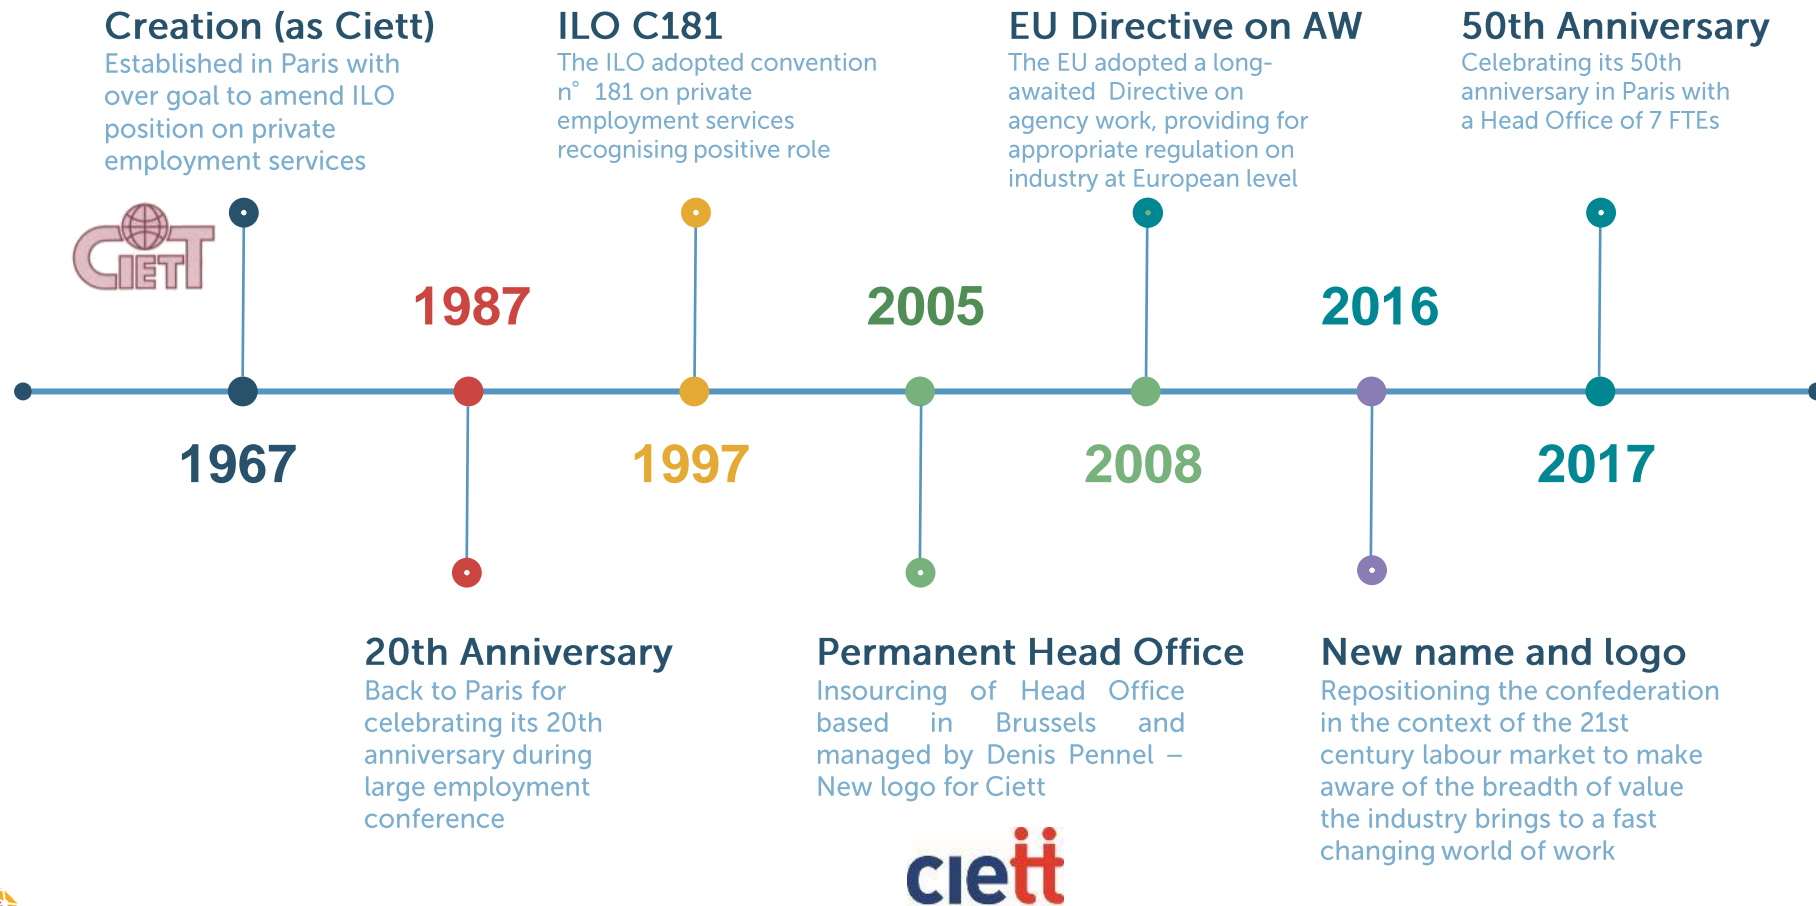 Creation (as Ciett)
Established in Paris with
over goal to amend ILO
position on private
employment services
ILO C181
The ILO adopted convention
n° 181 on private
employment services
recognising positive role
EU Directive on AW
The EU adopted a long-
awaited Directive on
agency work, providing for
appropriate regulation on
industry at European level
50th Anniversary
Celebrating its 50th
anniversary in Paris with
a Head Office of 7 FTEs
CIETT
1987
2005
2016
1967
1997
2008
2017
20th Anniversary
Back to Paris for
celebrating its 20th
anniversary during
large employment
conference
Permanent Head Office
Insourcing of Head Office
based in Brussels and
managed by Denis Pennel –
New logo for Ciett
ciett
New name and logo
Repositioning the confederation
in the context of the 21st
century labour market to make
aware of the breadth of value
the industry brings to a fast
changing world of work